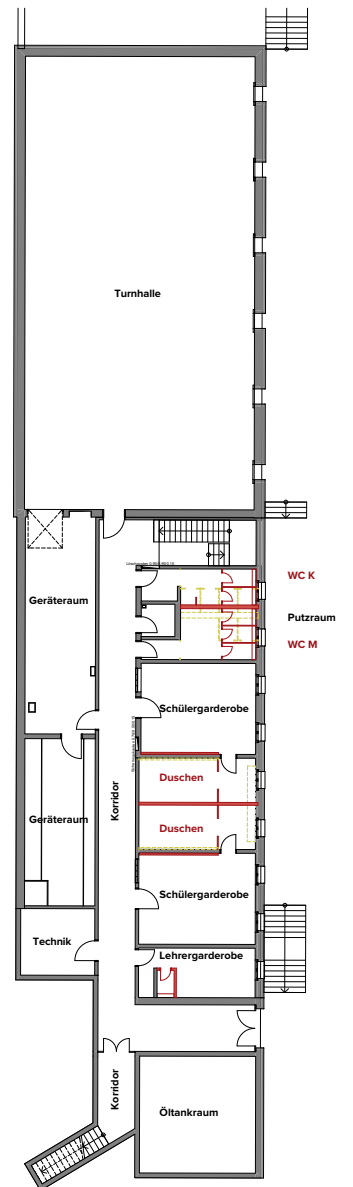 Turnhalle
WC K
Geräteraum
Putzraum
WC M
Schülergarderobe
Duschen
Korridor
Geräteraum
Duschen
Schülergarderobe
Technik
Lehrergarderobe
Korridor
Öltankraum